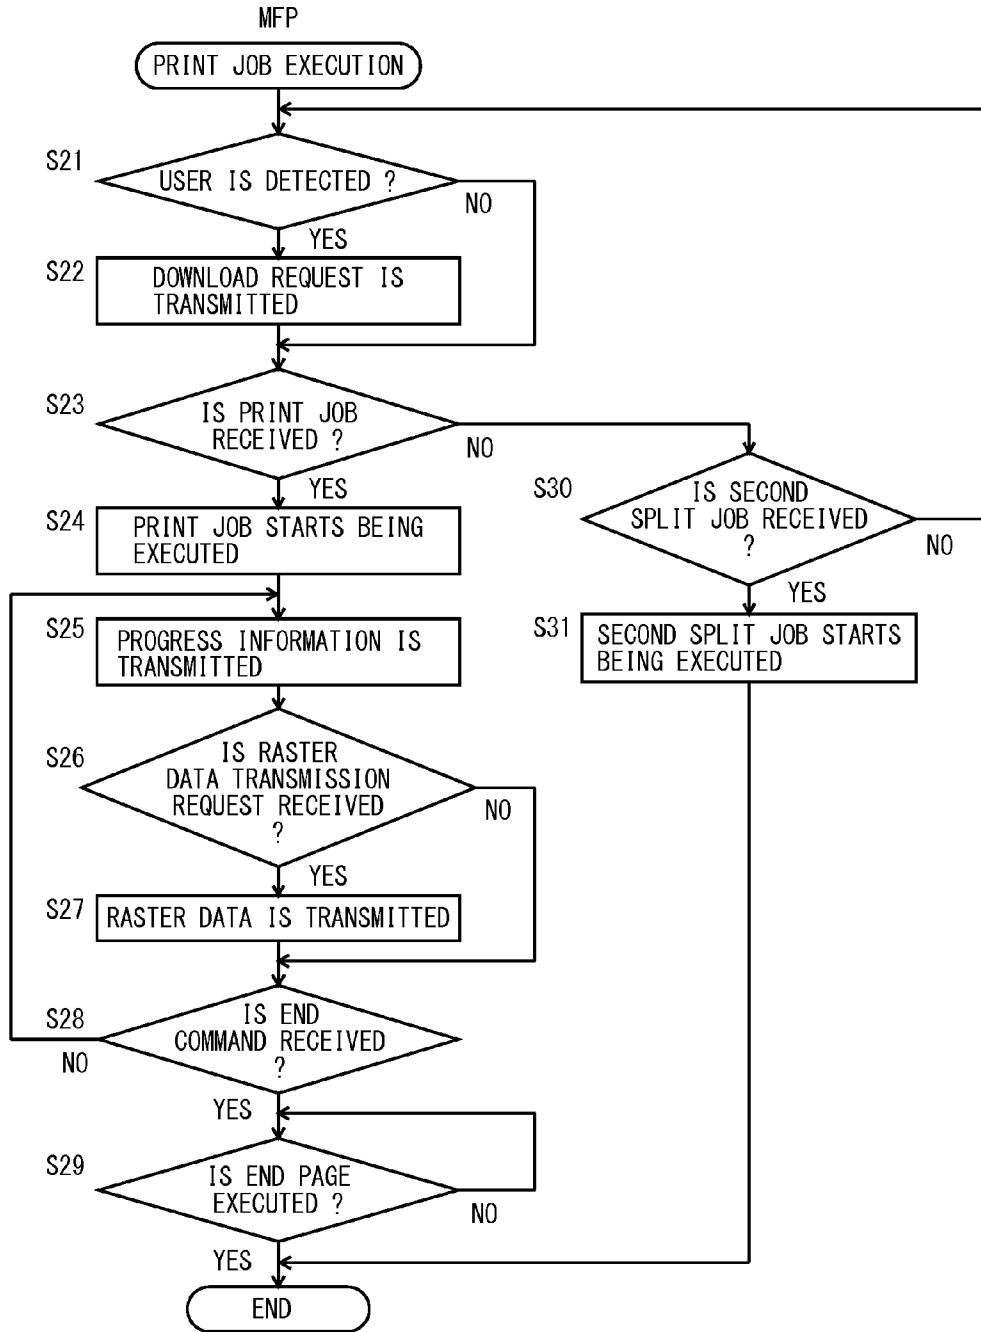 MFP
PRINT JOB EXECUTION
S21
USER IS DETECTED ?
NO
YES
S22
DOWNLOAD REQUEST IS
TRANSMITTED
S23
IS PRINT JOB
RECEIVED ?
NO
YES
S30
IS SECOND
SPLIT JOB RECEIVED
?
NO
YES
S24
PRINT JOB STARTS BEING
EXECUTED
S31
SECOND SPLIT JOB STARTS
BEING EXECUTED
S25
PROGRESS INFORMATION IS
TRANSMITTED
S26
IS RASTER
DATA TRANSMISSION
REQUEST RECEIVED
?
NO
YES
S27
RASTER DATA IS TRANSMITTED
S28
IS END
COMMAND RECEIVED
?
NO
YES
S29
IS END PAGE
EXECUTED ?
NO
YES
END